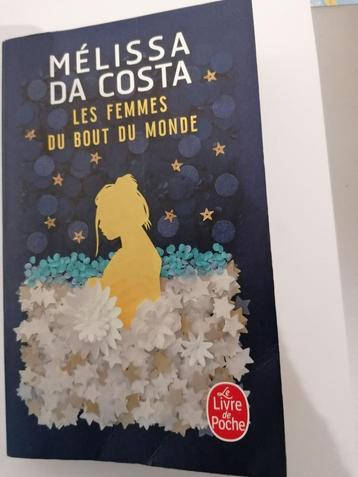 MÉLISSA
DA COSTA
LES FEMMES
DU BOUT DU MONDE
Le
Livre
de
Poche